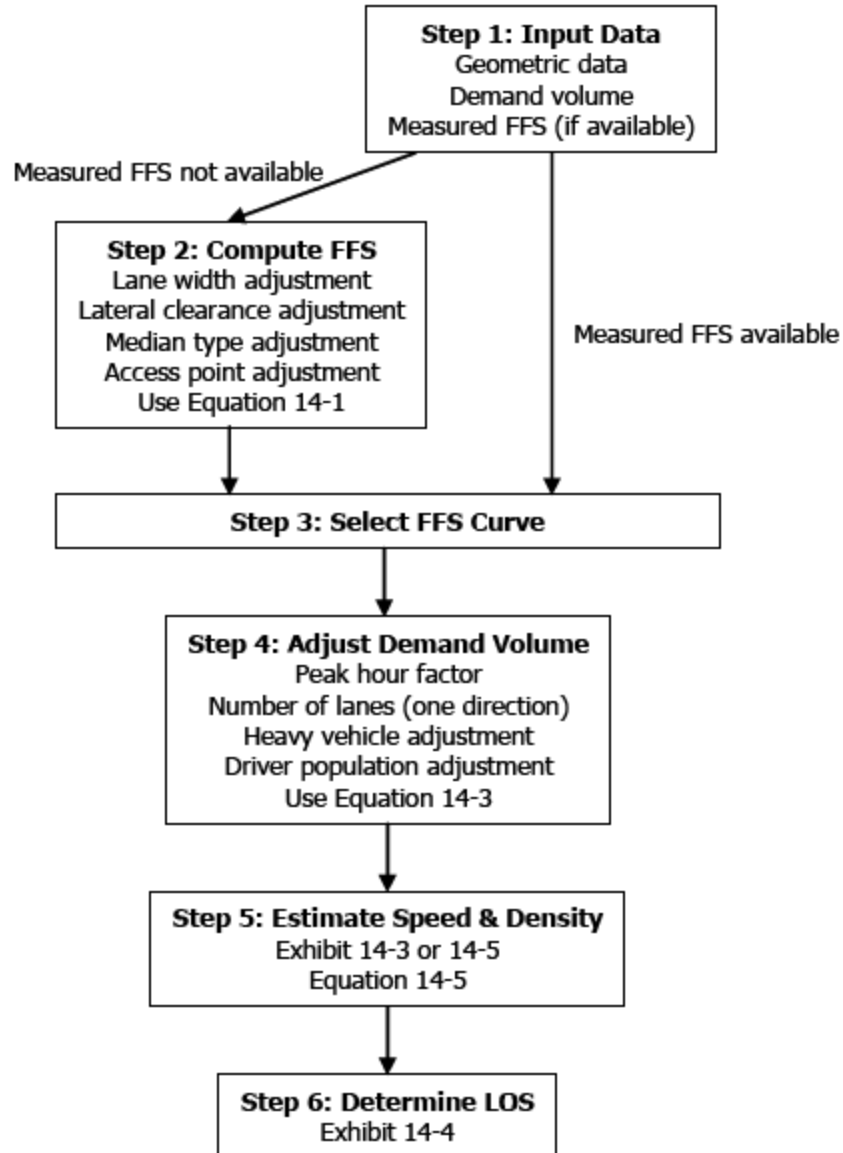 Step 1: Input Data
Geometric data
Demand volume
Measured FFS (if available)
Measured FFS not available
Step 2: Compute FFS
Lane width adjustment
Lateral clearance adjustment
Median type adjustment
Access point adjustment
Use Equation 14-1
Measured FFS available
Step 3: Select FFS Curve
Step 4: Adjust Demand Volume
Peak hour factor
Number of lanes (one direction)
Heavy vehicle adjustment
Driver population adjustment
Use Equation 14-3
Step 5: Estimate Speed & Density
Exhibit 14-3 or 14-5
Equation 14-5
Step 6: Determine LOS
Exhibit 14-4